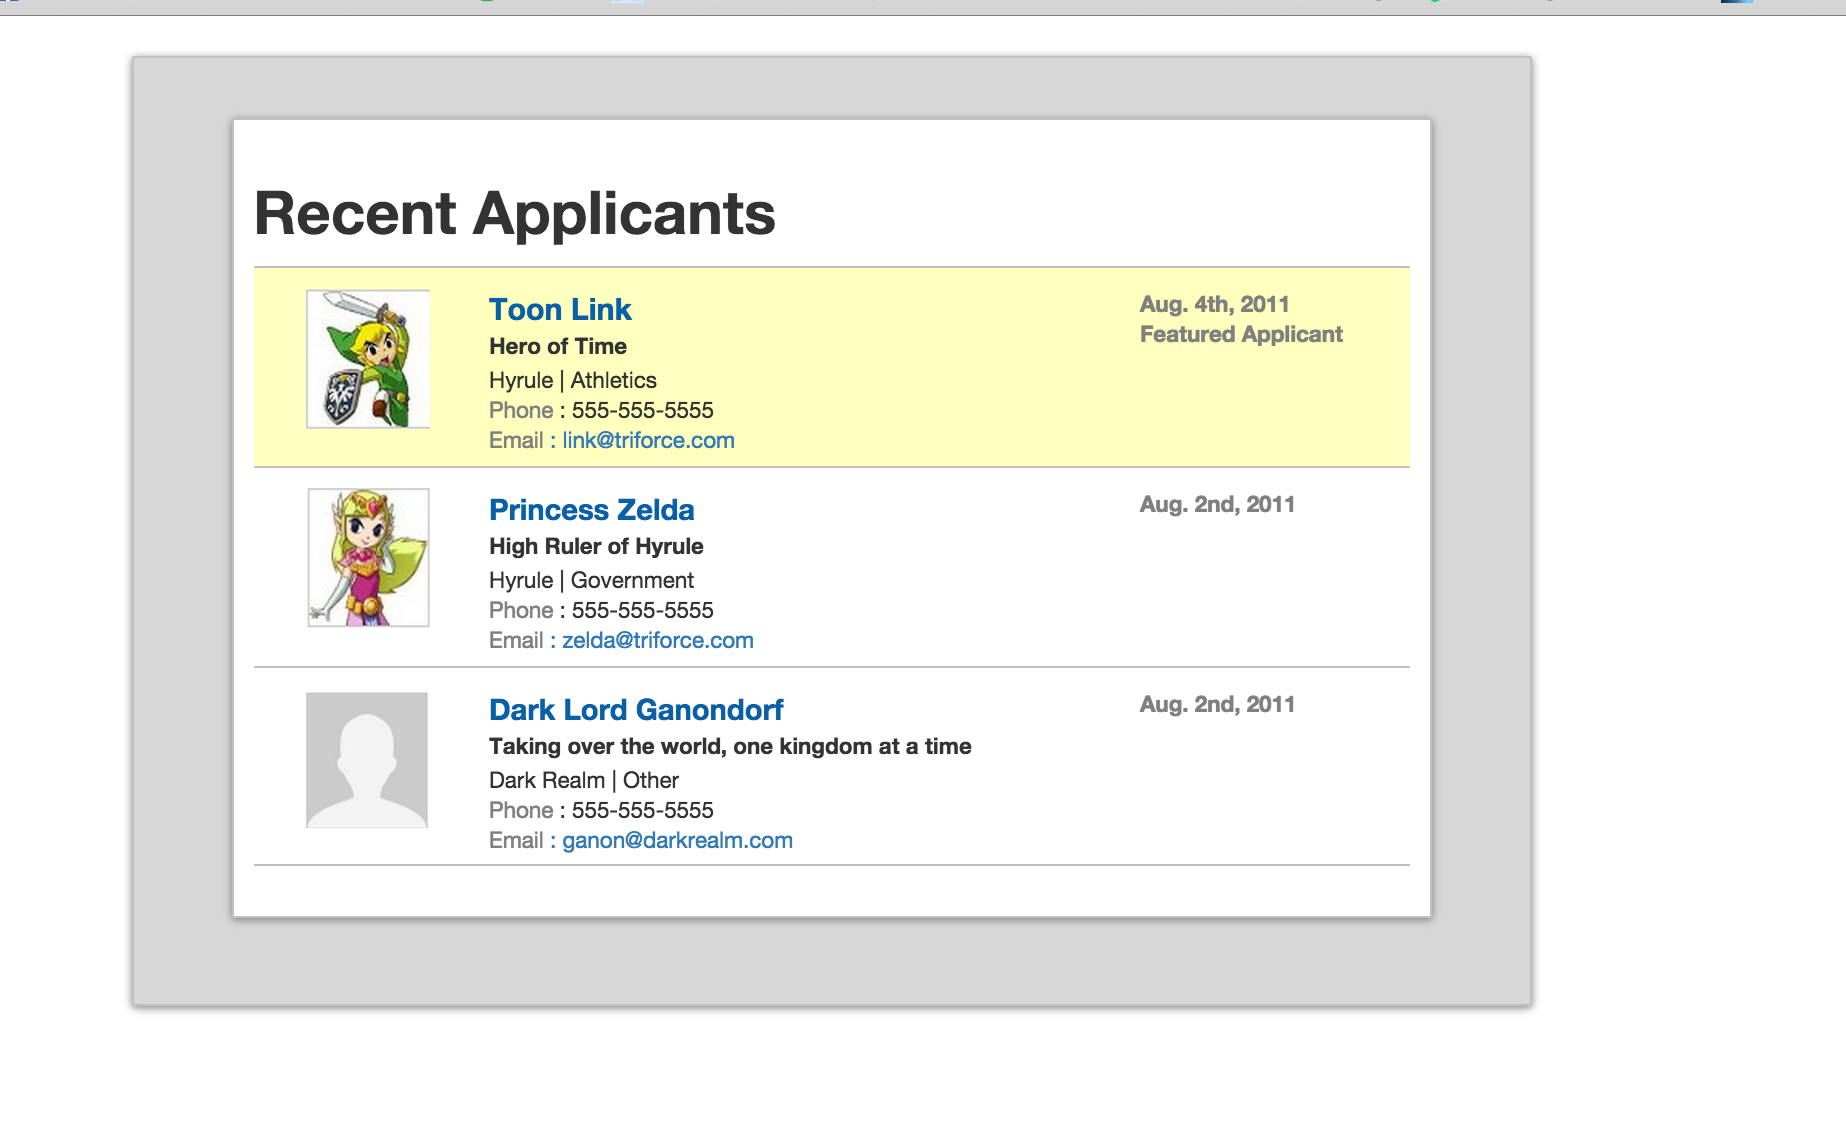 Recent Applicants
Toon Link
Aug. 4th, 2011
Featured Applicant
Hero of Time
Hyrule | Athletics
Phone : 555-555-5555
Email : link@triforce.com
Princess Zelda
Aug. 2nd, 2011
High Ruler of Hyrule
Hyrule | Government
Phone : 555-555-5555
Email : zelda@triforce.com
Dark Lord Ganondorf
Aug. 2nd, 2011
Taking over the world, one kingdom at a time
Dark Realm | Other
Phone : 555-555-5555
Email : ganon@darkrealm.com